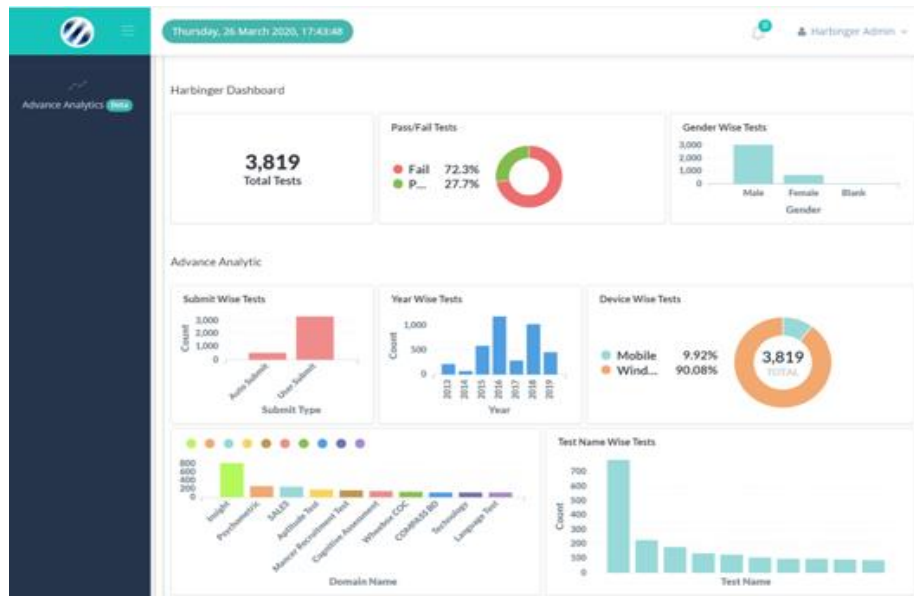 Thursday, 26 March 2020, 17:43:48
Harbinger Admin
Advance Analytics Beta
Harbinger Dashboard
3,819
Total Tests
Pass/Fail Tests
Fail 72.3%
P... 27.7%
Gender Wise Tests
3,000
2,000
1,000
0
Male Female Blank
Gender
Advance Analytic
Submit Wise Tests
Count
3,000
2,000
1,000
0
Auto Submit User Submit
Submit Type
Year Wise Tests
Count
1,000
500
0
2013 2014 2015 2016 2017 2018 2019
Year
Device Wise Tests
Mobile 9.92%
Wind... 90.08%
3,819
TOTAL
800
600
400
200
0
Insight Psychometric SALES Aptitude Test Mancer Recruitment Test Cognitive Assessment Wheebox COC COMPASS BD Technology Language Test
Domain Name
Test Name Wise Tests
Count
700
600
500
400
300
200
100
0
Test Name